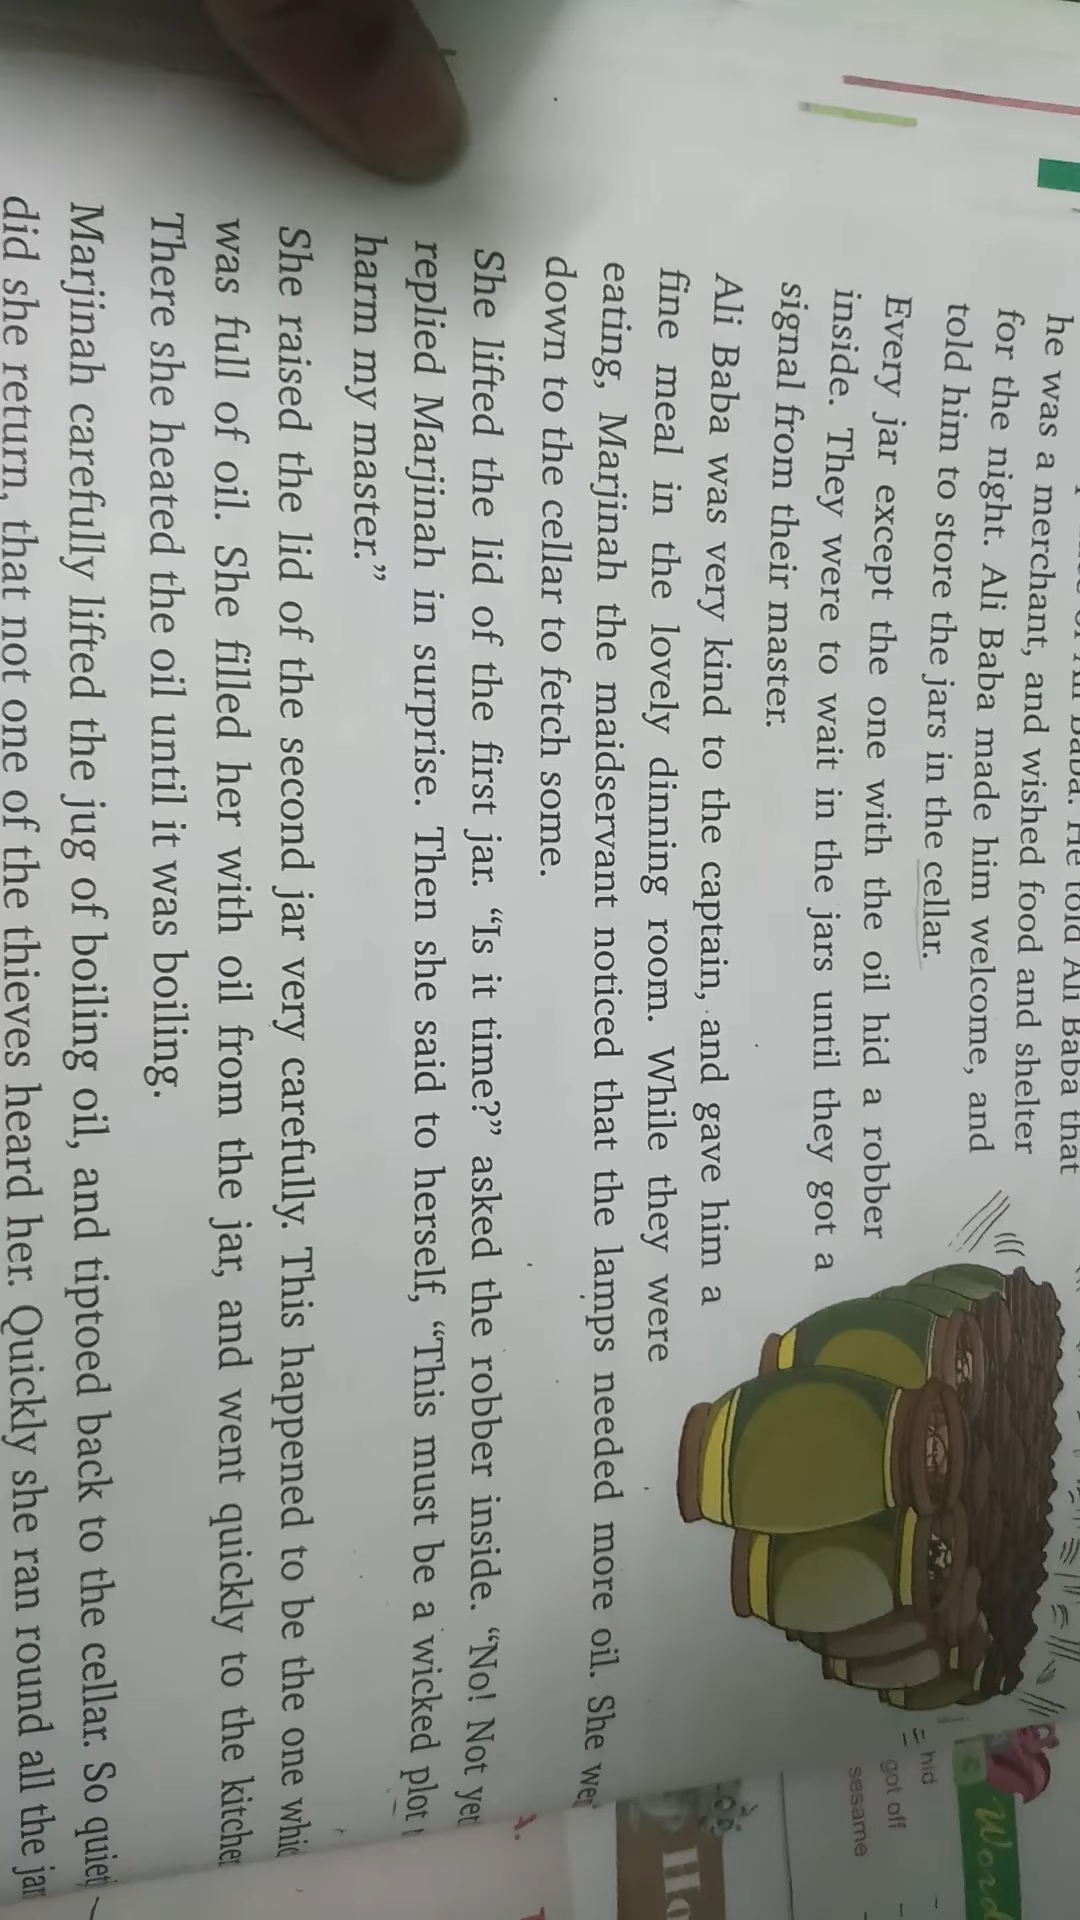 Baba. He told Ali Baba that
he was a merchant, and wished food and shelter
for the night. Ali Baba made him welcome, and
told him to store the jars in the cellar.
Every jar except the one with the oil hid a robber
inside. They were to wait in the jars until they got a
signal from their master.
Ali Baba was very kind to the captain, and gave him a
fine meal in the lovely dinning room. While they were
eating, Marjinah the maidservant noticed that the lamps needed more oil. She
down to the cellar to fetch some.
She lifted the lid of the first jar. “Is it time?” asked the robber inside. “No! Not yet
replied Marjinah in surprise. Then she said to herself, “This must be a wicked plot
harm my master.”
She raised the lid of the second jar very carefully. This happened to be the one
was full of oil. She filled her with oil from the jar, and went quickly to the
There she heated the oil until it was boiling.
Marjinah carefully lifted the jug of boiling oil, and tiptoed back to the cellar. So
did she return, that not one of the thieves heard her. Quickly she ran round all the
Word
hid
got off
sesame